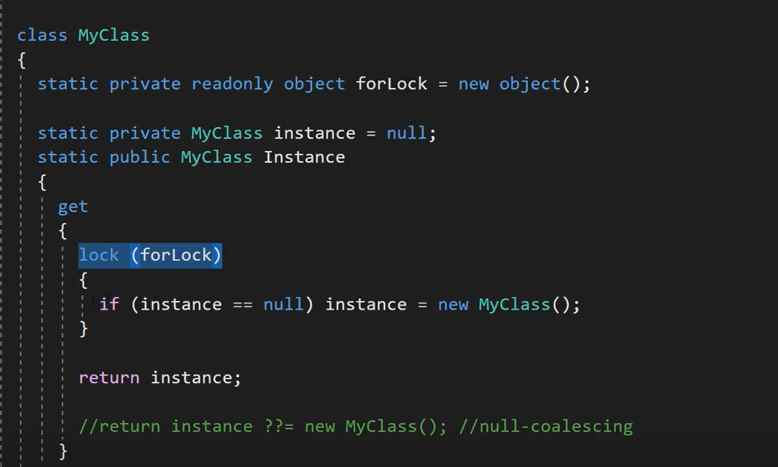 class MyClass
{
static private readonly object forLock = new object();
static private MyClass instance = null;
static public MyClass Instance
{
get
{
lock (forLock)
{
if (instance == null) instance = new MyClass();
}
return instance;
//return instance ??= new MyClass(); //null-coalescing
}